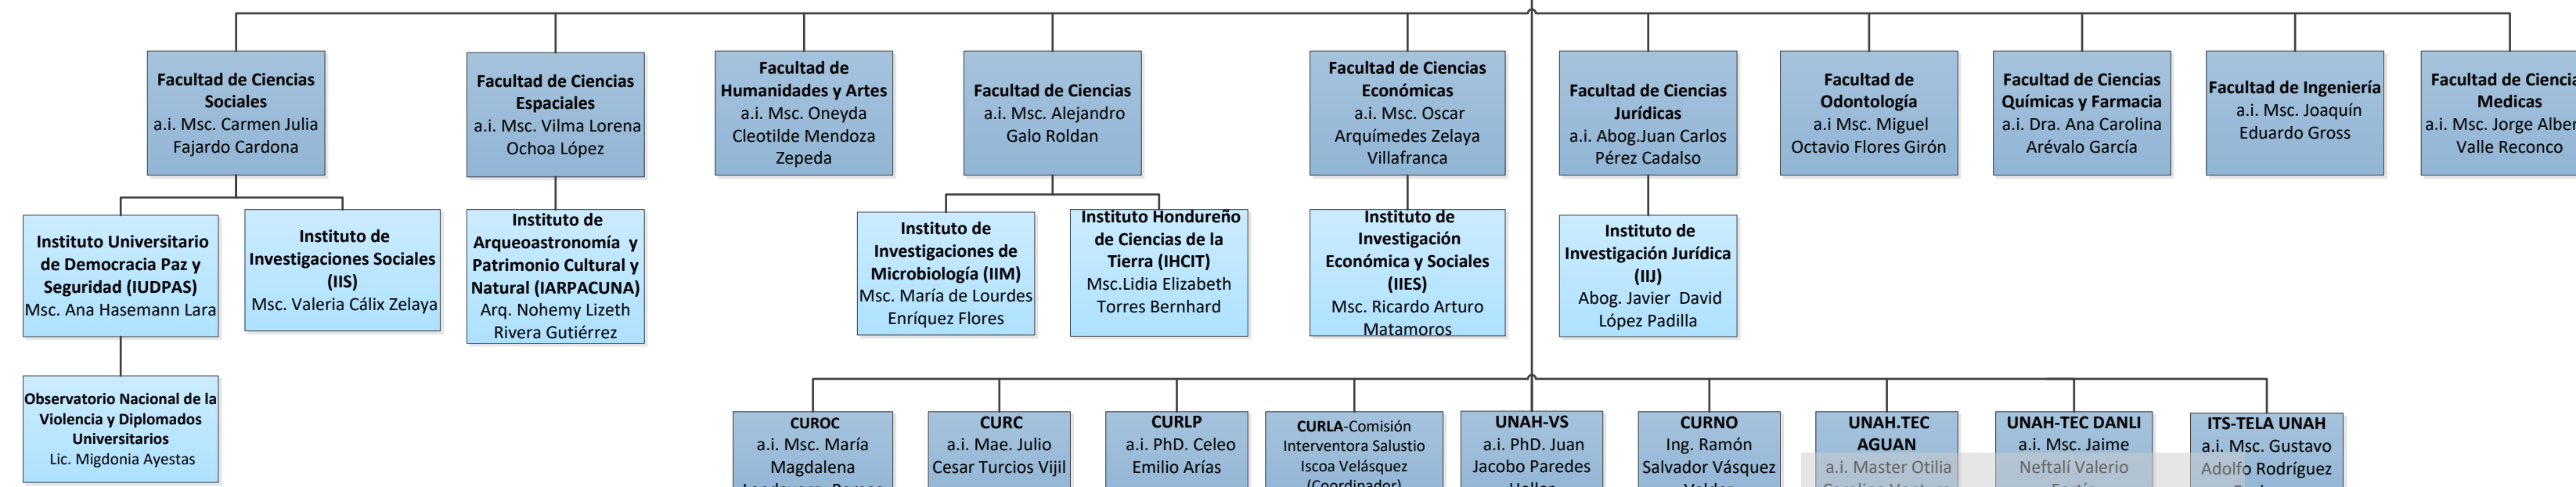 Facultad de Ciencias
Sociales
a.i. Msc. Carmen Julia
Fajardo Cardona
Facultad de Ciencias
Espaciales
a.i. Msc. Vilma Lorena
Ochoa López
Facultad de
Humanidades y Artes
a.i. Msc. Oneyda
Cleotilde Mendoza
Zepeda
Facultad de Ciencias
a.i. Msc. Alejandro
Galo Roldan
Facultad de Ciencias
Económicas
a.i. Msc. Oscar
Arquímedes Zelaya
Villafranca
Facultad de Ciencias
Jurídicas
a.i. Abog.Juan Carlos
Pérez Cadalso
Facultad de
Odontología
a.i Msc. Miguel
Octavio Flores Girón
Facultad de Ciencias
Químicas y Farmacia
a.i. Dra. Ana Carolina
Arévalo García
Facultad de Ingeniería
a.i. Msc. Joaquín
Eduardo Gross
Facultad de
Medicas
a.i. Msc. Jorge
Valle Reconco
Instituto Universitario
de Democracia Paz y
Seguridad (IUDPAS)
Msc. Ana Hasemann Lara
Instituto de
Investigaciones Sociales
(IIS)
Msc. Valeria Cálix Zelaya
Instituto de
Arqueoastronomía y
Patrimonio Cultural y
Natural (IARPACUNA)
Arq. Nohemy Lizeth
Rivera Gutiérrez
Instituto de
Investigaciones de
Microbiología (IIM)
Msc. María de Lourdes
Enríquez Flores
Instituto Hondureño
de Ciencias de la
Tierra (IHCIT)
Msc.Lidia Elizabeth
Torres Bernhard
Instituto de
Investigación
Económica y Sociales
(IIES)
Msc. Ricardo Arturo
Matamoros
Instituto de
Investigación Jurídica
(IIJ)
Abog. Javier David
López Padilla
Observatorio Nacional de la
Violencia y Diplomados
Universitarios
Lic. Migdonia Ayestas
CUROC
a.i. Msc. María
Magdalena
CURC
a.i. Mae. Julio
Cesar Turcios Vijil
CURLP
a.i. PhD. Celeo
Emilio Arías
CURLA-Comisión
Interventora Salustio
Iscoa Velásquez
(Coordinador)
UNAH-VS
a.i. PhD. Juan
Jacobo Paredes
CURNO
Ing. Ramón
Salvador Vásquez
UNAH.TEC
AGUAN
a.i. Master Otilia
UNAH-TEC DANLI
a.i. Msc. Jaime
Neftalí Valerio
ITS-TELA UNAH
a.i. Msc. Gustavo
Adolfo Rodríguez